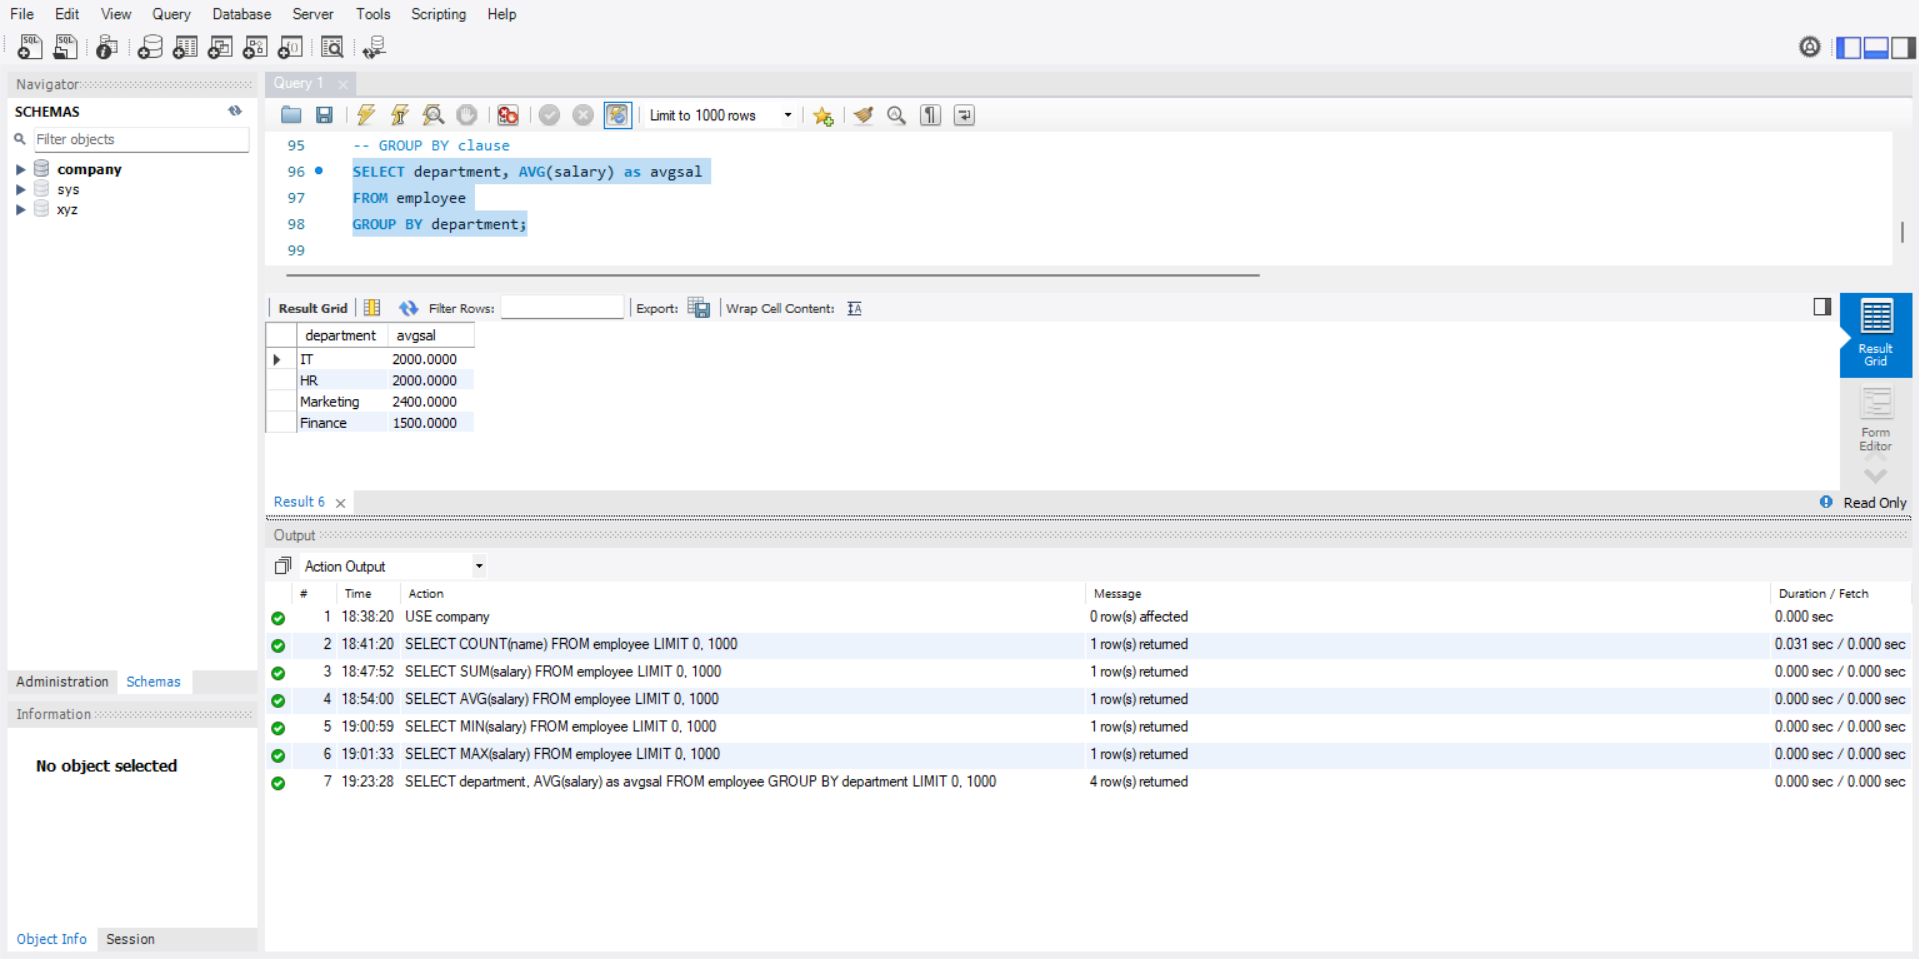 File Edit View Query Database Server Tools Scripting Help
Navigator
SCHEMAS
Filter objects
company
sys
xyz
Administration Schemas
Information
No object selected
Object Info Session
Query 1
Limit to 1000 rows
95 -- GROUP BY clause
96 SELECT department, AVG(salary) as avgsal
97 FROM employee
98 GROUP BY department;
99
Result Grid Filter Rows: Export: Wrap Cell Content:
department avgsal
IT 2000.0000
HR 2000.0000
Marketing 2400.0000
Finance 1500.0000
Result
Grid
Form
Editor
Result 6 Read Only
Output
Action Output
# Time Action Message Duration / Fetch
1 18:38:20 USE company 0 row(s) affected 0.000 sec
2 18:41:20 SELECT COUNT(name) FROM employee LIMIT 0, 1000 1 row(s) returned 0.031 sec / 0.000 sec
3 18:47:52 SELECT SUM(salary) FROM employee LIMIT 0, 1000 1 row(s) returned 0.000 sec / 0.000 sec
4 18:54:00 SELECT AVG(salary) FROM employee LIMIT 0, 1000 1 row(s) returned 0.000 sec / 0.000 sec
5 19:00:59 SELECT MIN(salary) FROM employee LIMIT 0, 1000 1 row(s) returned 0.000 sec / 0.000 sec
6 19:01:33 SELECT MAX(salary) FROM employee LIMIT 0, 1000 1 row(s) returned 0.000 sec / 0.000 sec
7 19:23:28 SELECT department, AVG(salary) as avgsal FROM employee GROUP BY department LIMIT 0, 1000 4 row(s) returned 0.000 sec / 0.000 sec